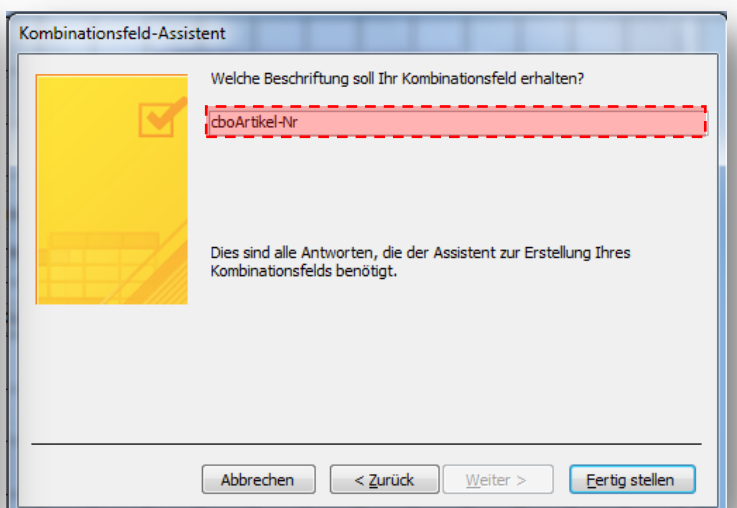 Kombinationsfeld-Assistent
Welche Beschriftung soll Ihr Kombinationsfeld erhalten?
cboArtikel-Nr
Dies sind alle Antworten, die der Assistent zur Erstellung Ihres
Kombinationsfelds benötigt.
Abbrechen < Zurück Weiter > Fertig stellen